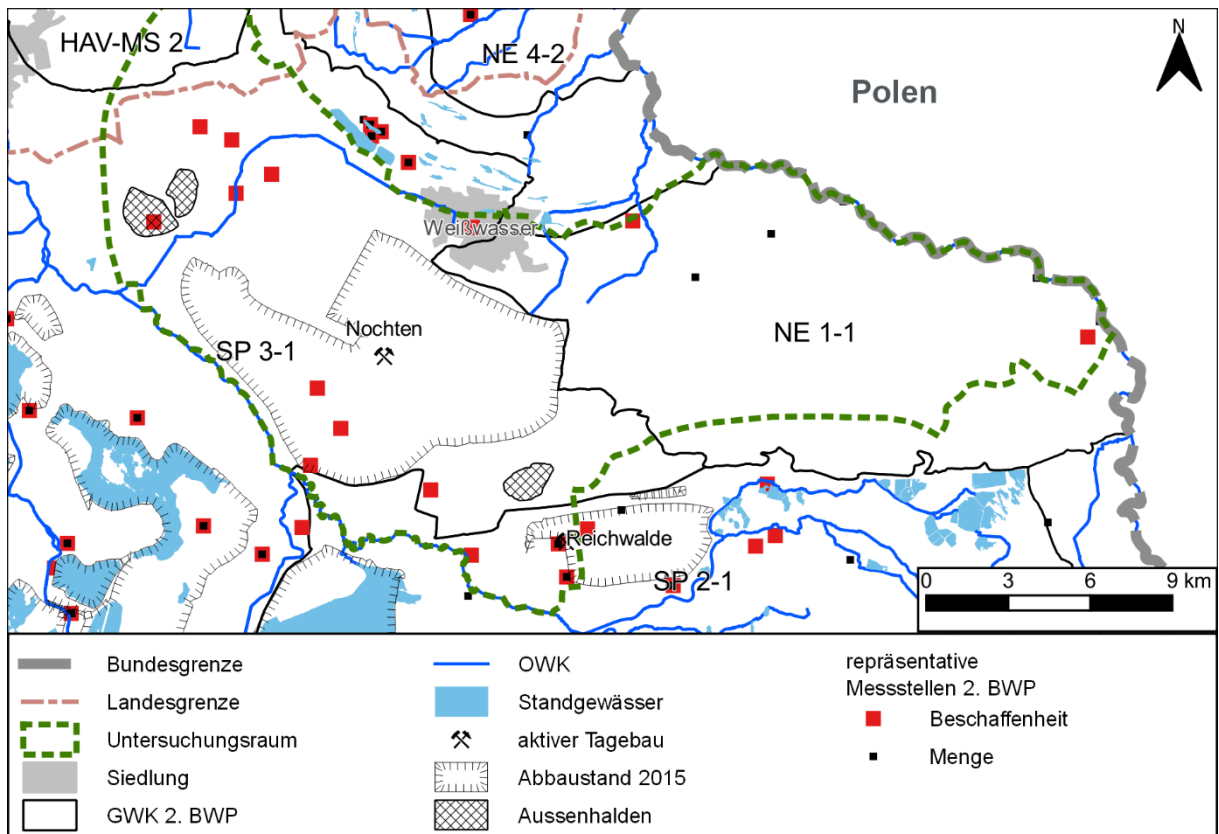 HAV-MS 2
NE 4-2
N
Polen
Weißwasser
Nochten
SP 3-1
NE 1-1
Reichwalde
SP 2-1
0 3 6 9 km
Bundesgrenze
Landesgrenze
Untersuchungsraum
Siedlung
GWK 2. BWP
OWK
Standgewässer
aktiver Tagebau
Abbaustand 2015
Aussenhalden
repräsentative
Messstellen 2. BWP
Beschaffenheit
Menge